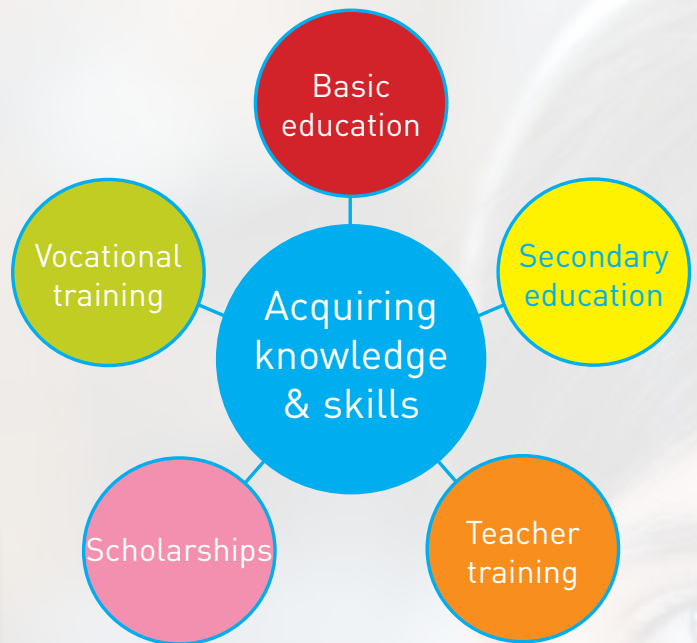 Basic
education
Vocational
training
Secondary
education
Acquiring
knowledge
& skills
Scholarships
Teacher
training